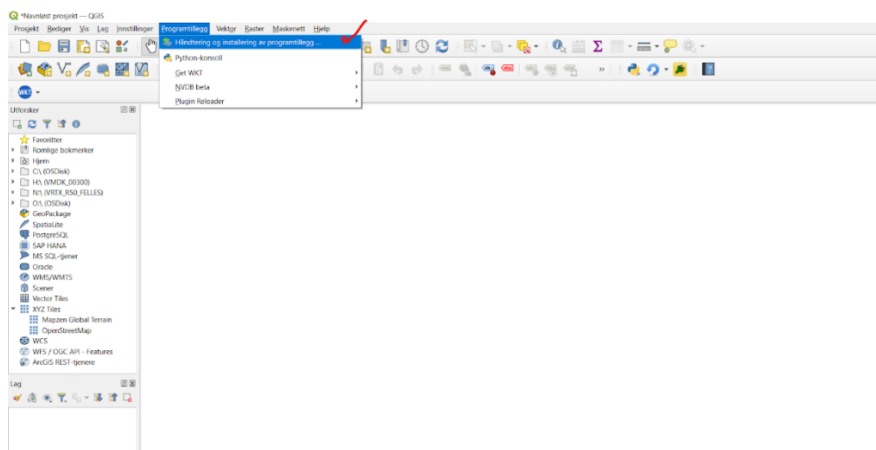 *Navnløst prosjekt — QGIS
Prosjekt Rediger Vis Lag Innstillinger Programtillegg Vektor Raster Maskenett Hjelp
Håndtering og installering av programtillegg ...
Python-konsoll
Get WKT
NVDB beta
Plugin Reloader
WKT
Utforsker
Favoritter
Romlige bokmerker
Hjem
C:\ (OSDisk)
H:\ (VMDK_00300)
N:\ (VRTX_RS0_FELLES)
O:\ (OSDisk)
GeoPackage
SpatiaLite
PostgreSQL
SAP HANA
MS SQL-tjener
Oracle
WMS/WMTS
Scener
Vector Tiles
XYZ Tiles
Mapzen Global Terrain
OpenStreetMap
WCS
WFS / OGC API - Features
ArcGIS REST-tjenere
Lag